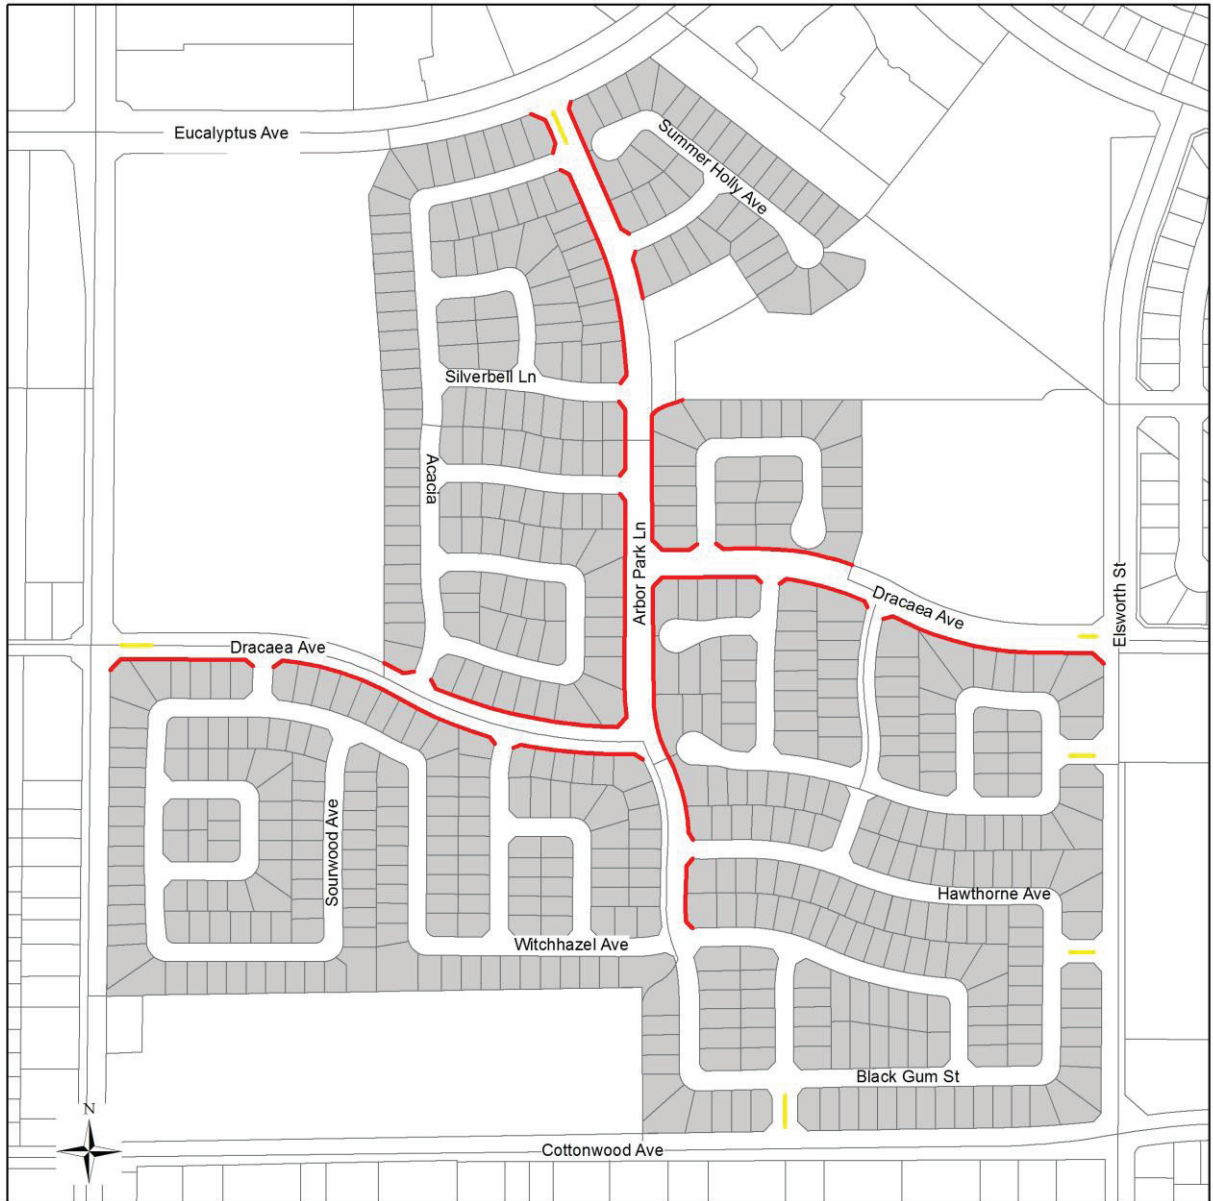 Eucalyptus Ave
Summer Holly Ave
Silverbell Ln
Acacia
Arbor Park Ln
Dracaea Ave
Elsworth St
Dracaea Ave
Sourwood Ave
Hawthorne Ave
Witchhazel Ave
Black Gum St
N
Cottonwood Ave